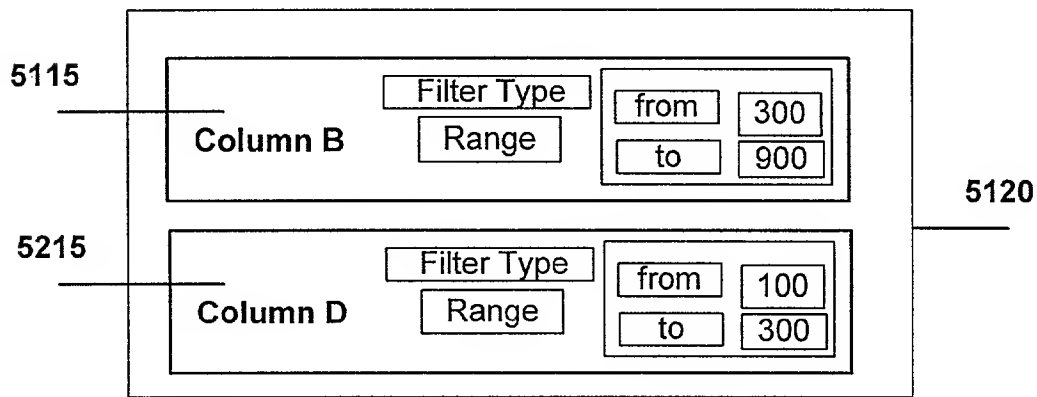 5115
Column B
Filter Type
Range
from 300
to 900
5120
5215
Column D
Filter Type
Range
from 100
to 300